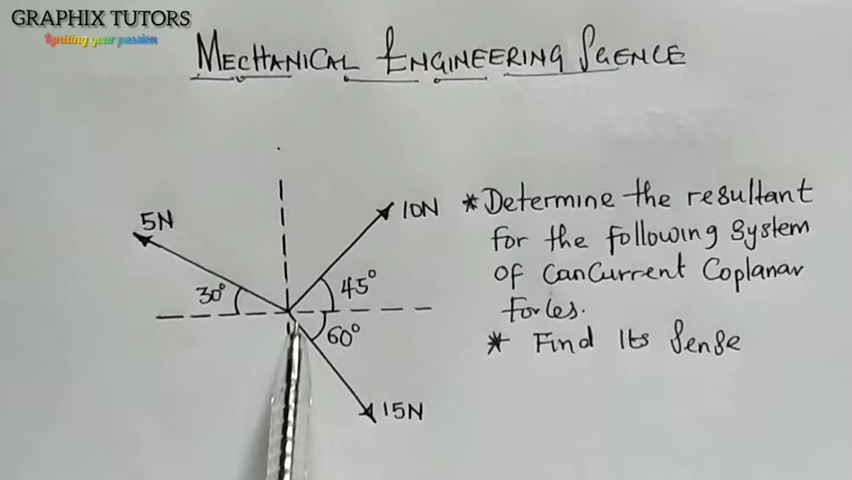 GRAPHIX TUTORS
Igniting your passion
MECHANICAL ENGINEERING SCIENCE
5N
10N
30°
45°
60°
15N
* Determine the resultant
for the following System
of Concurrent Coplanar
forces.
* Find Its Sense